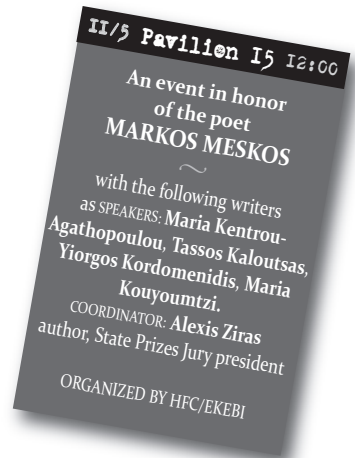 11/5 Pavilion 15 12:00
An event in honor
of the poet
MARKOS MESKOS
with the following writers
as SPEAKERS: Maria Kentrou-
Agathopoulou, Tassos Kaloutsas,
Yiorgos Kordomenidis, Maria
Kouyoumtzi.
COORDINATOR: Alexis Ziras
author, State Prizes Jury president
ORGANIZED BY HFC/EKEBI